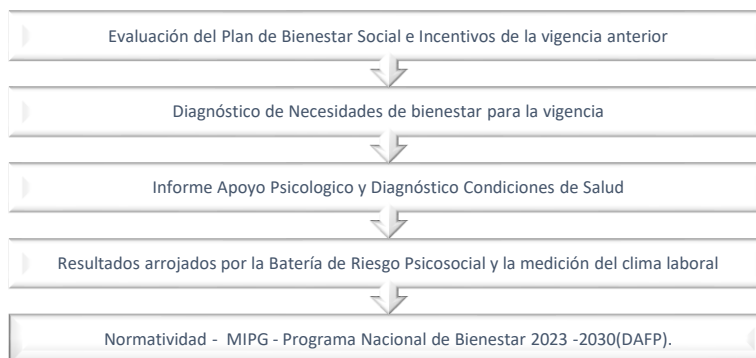 Evaluación del Plan de Bienestar Social e Incentivos de la vigencia anterior
Diagnóstico de Necesidades de bienestar para la vigencia
Informe Apoyo Psicologico y Diagnóstico Condiciones de Salud
Resultados arrojados por la Batería de Riesgo Psicosocial y la medición del clima laboral
Normatividad - MIPG - Programa Nacional de Bienestar 2023 -2030(DAFP).